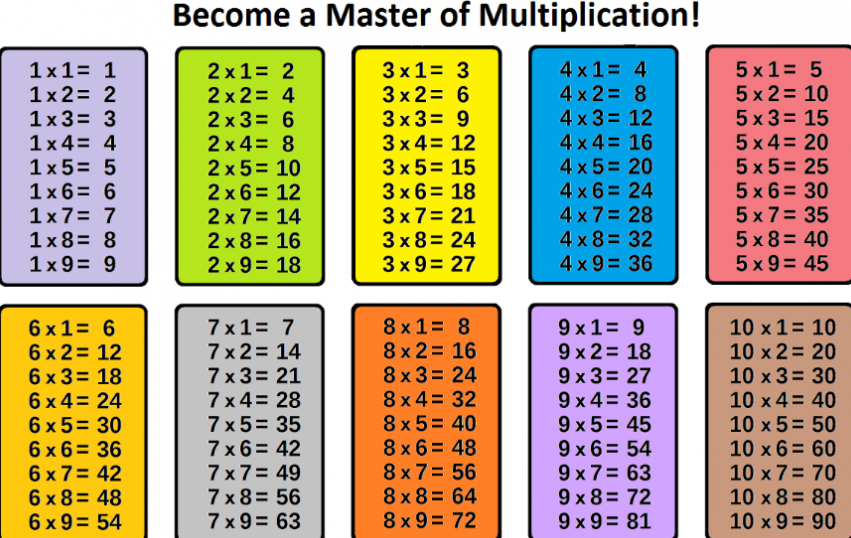 Become a Master of Multiplication!
1 x 1 = 1
1 x 2 = 2
1 x 3 = 3
1 x 4 = 4
1 x 5 = 5
1 x 6 = 6
1 x 7 = 7
1 x 8 = 8
1 x 9 = 9
2 x 1 = 2
2 x 2 = 4
2 x 3 = 6
2 x 4 = 8
2 x 5 = 10
2 x 6 = 12
2 x 7 = 14
2 x 8 = 16
2 x 9 = 18
3 x 1 = 3
3 x 2 = 6
3 x 3 = 9
3 x 4 = 12
3 x 5 = 15
3 x 6 = 18
3 x 7 = 21
3 x 8 = 24
3 x 9 = 27
4 x 1 = 4
4 x 2 = 8
4 x 3 = 12
4 x 4 = 16
4 x 5 = 20
4 x 6 = 24
4 x 7 = 28
4 x 8 = 32
4 x 9 = 36
5 x 1 = 5
5 x 2 = 10
5 x 3 = 15
5 x 4 = 20
5 x 5 = 25
5 x 6 = 30
5 x 7 = 35
5 x 8 = 40
5 x 9 = 45
6 x 1 = 6
6 x 2 = 12
6 x 3 = 18
6 x 4 = 24
6 x 5 = 30
6 x 6 = 36
6 x 7 = 42
6 x 8 = 48
6 x 9 = 54
7 x 1 = 7
7 x 2 = 14
7 x 3 = 21
7 x 4 = 28
7 x 5 = 35
7 x 6 = 42
7 x 7 = 49
7 x 8 = 56
7 x 9 = 63
8 x 1 = 8
8 x 2 = 16
8 x 3 = 24
8 x 4 = 32
8 x 5 = 40
8 x 6 = 48
8 x 7 = 56
8 x 8 = 64
8 x 9 = 72
9 x 1 = 9
9 x 2 = 18
9 x 3 = 27
9 x 4 = 36
9 x 5 = 45
9 x 6 = 54
9 x 7 = 63
9 x 8 = 72
9 x 9 = 81
10 x 1 = 10
10 x 2 = 20
10 x 3 = 30
10 x 4 = 40
10 x 5 = 50
10 x 6 = 60
10 x 7 = 70
10 x 8 = 80
10 x 9 = 90